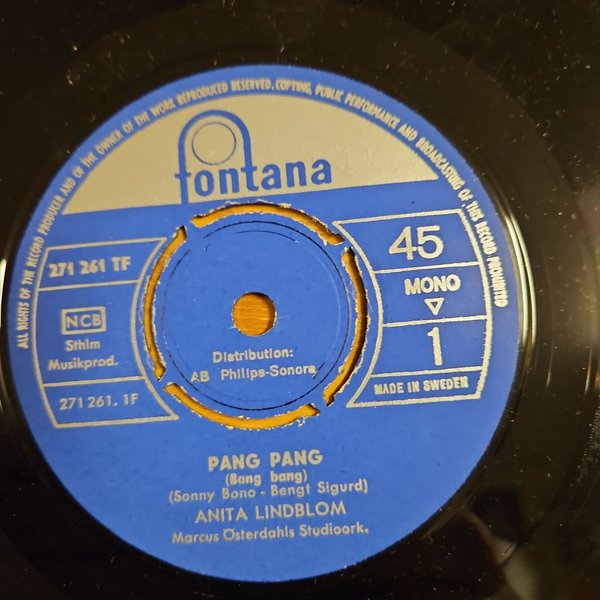 ALL RIGHTS OF THE RECORD PRODUCER AND OF THE OWNER OF THE WORK REPRODUCED RESERVED. COPYING, PUBLIC PERFORMANCE AND BROADCASTING OF THIS RECORD PROHIBITED
fontana
271 261 TF
NCB
Sthlm
Musikprod.
271 261. 1F
45
MONO
1
MADE IN SWEDEN
Distribution:
AB Philips-Sonora
PANG PANG
(Bang bang)
(Sonny Bono - Bengt Sigurd)
ANITA LINDBLOM
Marcus Österdahls Studioork.